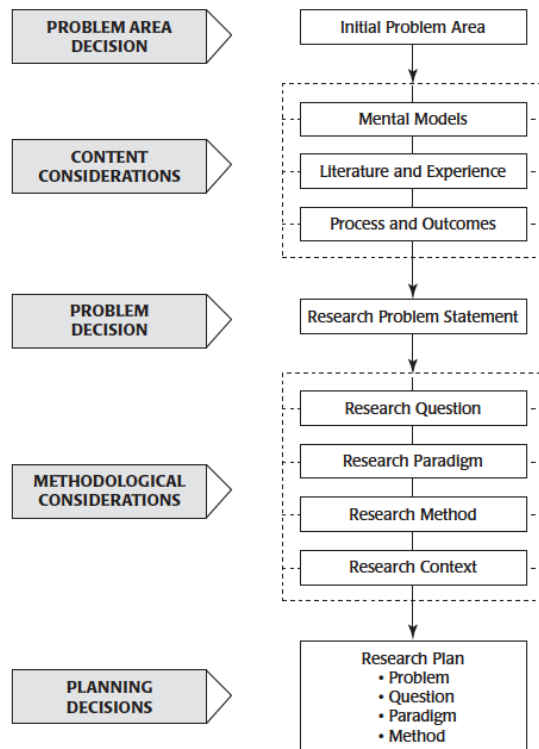 PROBLEM AREA
DECISION
Initial Problem Area
CONTENT
CONSIDERATIONS
Mental Models
Literature and Experience
Process and Outcomes
PROBLEM
DECISION
Research Problem Statement
METHODOLOGICAL
CONSIDERATIONS
Research Question
Research Paradigm
Research Method
Research Context
PLANNING
DECISIONS
Research Plan
• Problem
• Question
• Paradigm
• Method